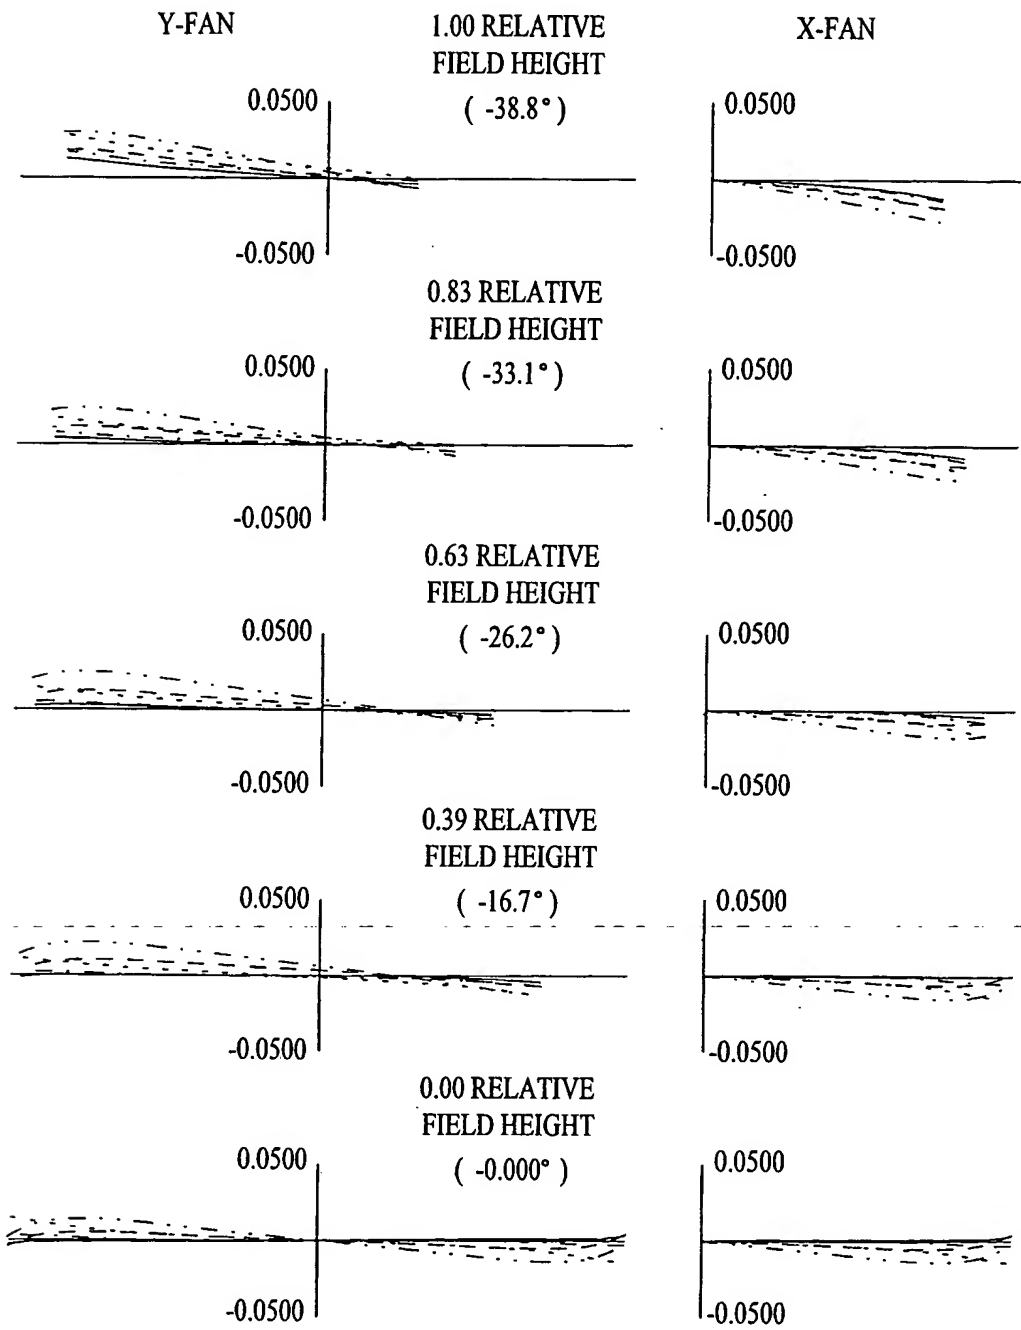 Y-FAN
1.00 RELATIVE
FIELD HEIGHT
( -38.8° )
X-FAN
0.0500
-0.0500
0.0500
-0.0500
0.83 RELATIVE
FIELD HEIGHT
( -33.1° )
0.0500
-0.0500
0.0500
-0.0500
0.63 RELATIVE
FIELD HEIGHT
( -26.2° )
0.0500
-0.0500
0.0500
-0.0500
0.39 RELATIVE
FIELD HEIGHT
( -16.7° )
0.0500
-0.0500
0.0500
-0.0500
0.00 RELATIVE
FIELD HEIGHT
( -0.000° )
0.0500
-0.0500
0.0500
-0.0500